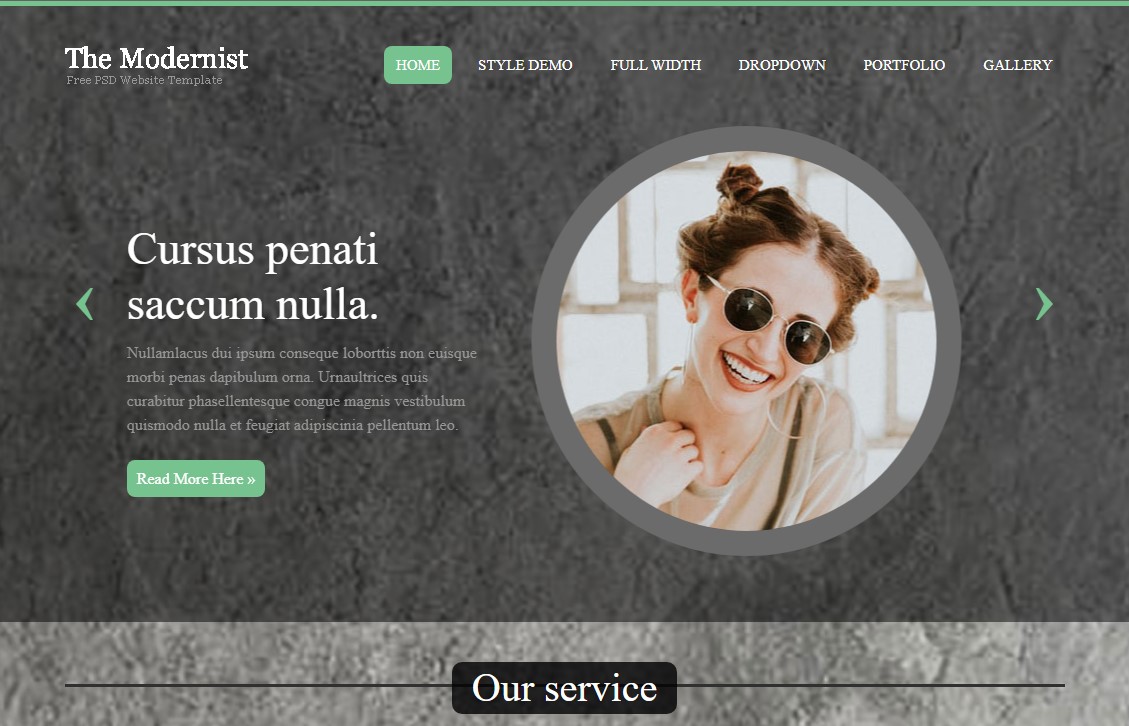 The Modernist
Free PSD Website Template
HOME STYLE DEMO FULL WIDTH DROPDOWN PORTFOLIO GALLERY
Cursus penati
saccum nulla.
Nullamlacus dui ipsum conseque loborttis non euisque
morbi penas dapibulum orna. Urnaultrices quis
curabitur phasellentesque congue magnis vestibulum
quismodo nulla et feugiat adipiscinia pellentum leo.
Read More Here »
Our service